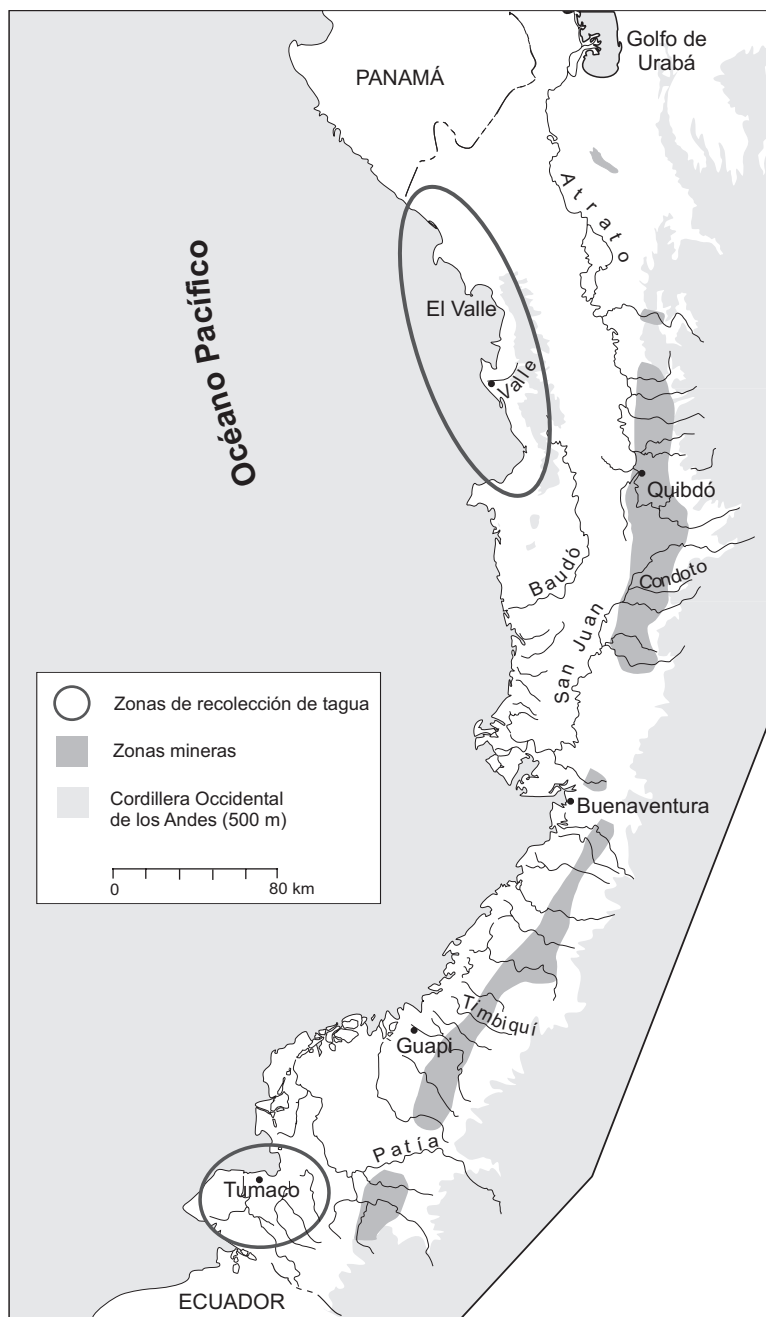 Golfo de
Urabá
PANAMÁ
Atrato
Océano Pacífico
El Valle
Valle
Quibdó
Condoto
Baudó
San Juan
Zonas de recolección de tagua
Zonas mineras
Cordillera Occidental
de los Andes (500 m)
0 80 km
Buenaventura
Timbiquí
Guapi
Patía
Tumaco
ECUADOR